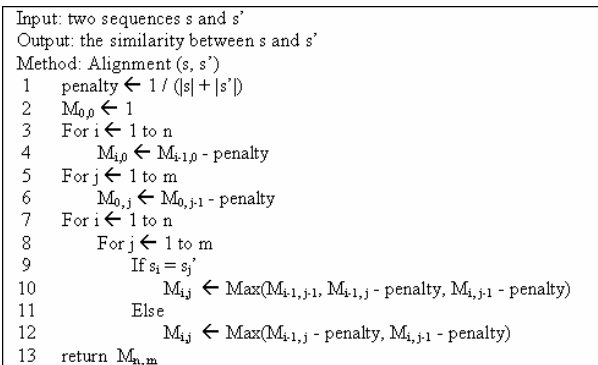 Input: two sequences s and s’
Output: the similarity between s and s’
Method: Alignment (s, s’)
1 penalty ← 1 / (|s| + |s’|)
2 M0,0 ← 1
3 For i ← 1 to n
4 Mi,0 ← Mi-1,0 - penalty
5 For j ← 1 to m
6 M0,j ← M0,j-1 - penalty
7 For i ← 1 to n
8 For j ← 1 to m
9 If si = sj’
10 Mi,j ← Max(Mi-1,j-1, Mi-1,j - penalty, Mi,j-1 - penalty)
11 Else
12 Mi,j ← Max(Mi-1,j - penalty, Mi,j-1 - penalty)
13 return Mn,m